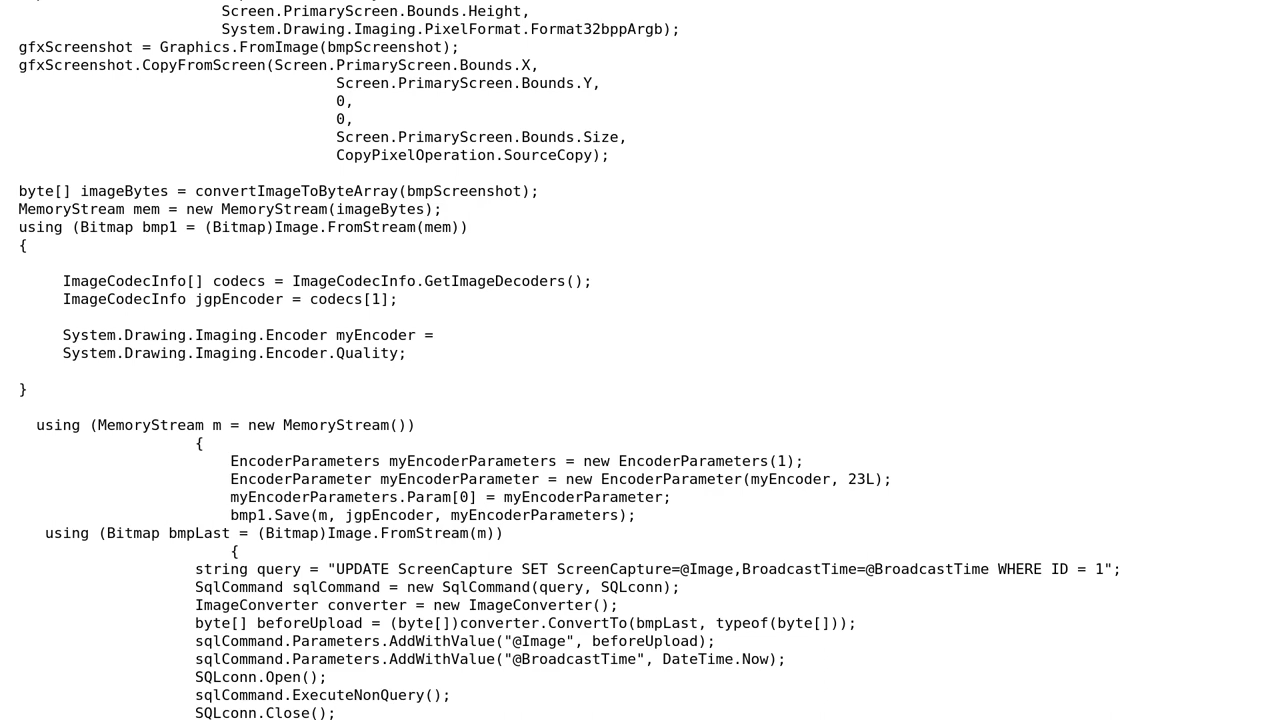 Screen.PrimaryScreen.Bounds.Height,
System.Drawing.Imaging.PixelFormat.Format32bppArgb);
gfxScreenshot = Graphics.FromImage(bmpScreenshot);
gfxScreenshot.CopyFromScreen(Screen.PrimaryScreen.Bounds.X,
Screen.PrimaryScreen.Bounds.Y,
0,
0,
Screen.PrimaryScreen.Bounds.Size,
CopyPixelOperation.SourceCopy);
byte[] imageBytes = convertImageToByteArray(bmpScreenshot);
MemoryStream mem = new MemoryStream(imageBytes);
using (Bitmap bmp1 = (Bitmap)Image.FromStream(mem))
{
ImageCodecInfo[] codecs = ImageCodecInfo.GetImageDecoders();
ImageCodecInfo jgpEncoder = codecs[1];
System.Drawing.Imaging.Encoder myEncoder =
System.Drawing.Imaging.Encoder.Quality;
}
using (MemoryStream m = new MemoryStream())
{
EncoderParameters myEncoderParameters = new EncoderParameters(1);
EncoderParameter myEncoderParameter = new EncoderParameter(myEncoder, 23L);
myEncoderParameters.Param[0] = myEncoderParameter;
bmp1.Save(m, jgpEncoder, myEncoderParameters);
using (Bitmap bmpLast = (Bitmap)Image.FromStream(m))
{
string query = "UPDATE ScreenCapture SET ScreenCapture=@Image,BroadcastTime=@BroadcastTime WHERE ID = 1";
SqlCommand sqlCommand = new SqlCommand(query, SQLconn);
ImageConverter converter = new ImageConverter();
byte[] beforeUpload = (byte[])converter.ConvertTo(bmpLast, typeof(byte[]));
sqlCommand.Parameters.AddWithValue("@Image", beforeUpload);
sqlCommand.Parameters.AddWithValue("@BroadcastTime", DateTime.Now);
SQLconn.Open();
sqlCommand.ExecuteNonQuery();
SQLconn.Close();